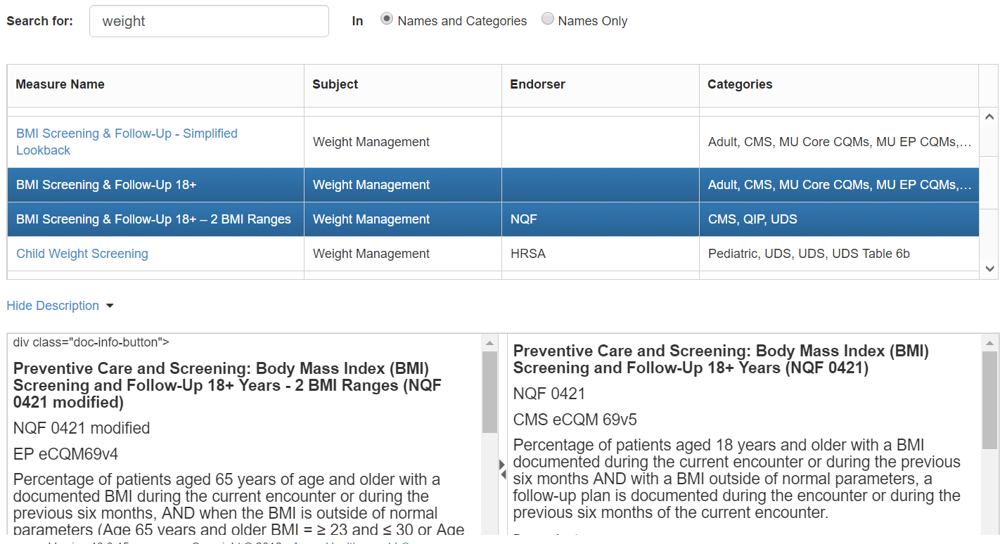 Search for: weight In Names and Categories Names Only
Measure Name Subject Endorser Categories
BMI Screening & Follow-Up - Simplified
Lookback
Weight Management
Adult, CMS, MU Core CQMs, MU EP CQMs,...
BMI Screening & Follow-Up 18+ Weight Management Adult, CMS, MU Core CQMs, MU EP CQMs,...
BMI Screening & Follow-Up 18+ – 2 BMI Ranges Weight Management NQF CMS, QIP, UDS
Child Weight Screening Weight Management HRSA Pediatric, UDS, UDS, UDS Table 6b
Hide Description
div class="doc-info-button">
Preventive Care and Screening: Body Mass Index (BMI)
Screening and Follow-Up 18+ Years - 2 BMI Ranges (NQF
0421 modified)
NQF 0421 modified
EP eCQM69v4
Percentage of patients aged 65 years of age and older with a
documented BMI during the current encounter or during the
previous six months, AND when the BMI is outside of normal
parameters (Age 65 years and older BMI = ≥ 23 and ≤ 30 or Age
Preventive Care and Screening: Body Mass Index (BMI)
Screening and Follow-Up 18+ Years (NQF 0421)
NQF 0421
CMS eCQM 69v5
Percentage of patients aged 18 years and older with a BMI
documented during the current encounter or during the previous
six months AND with a BMI outside of normal parameters, a
follow-up plan is documented during the encounter or during the
previous six months of the current encounter.